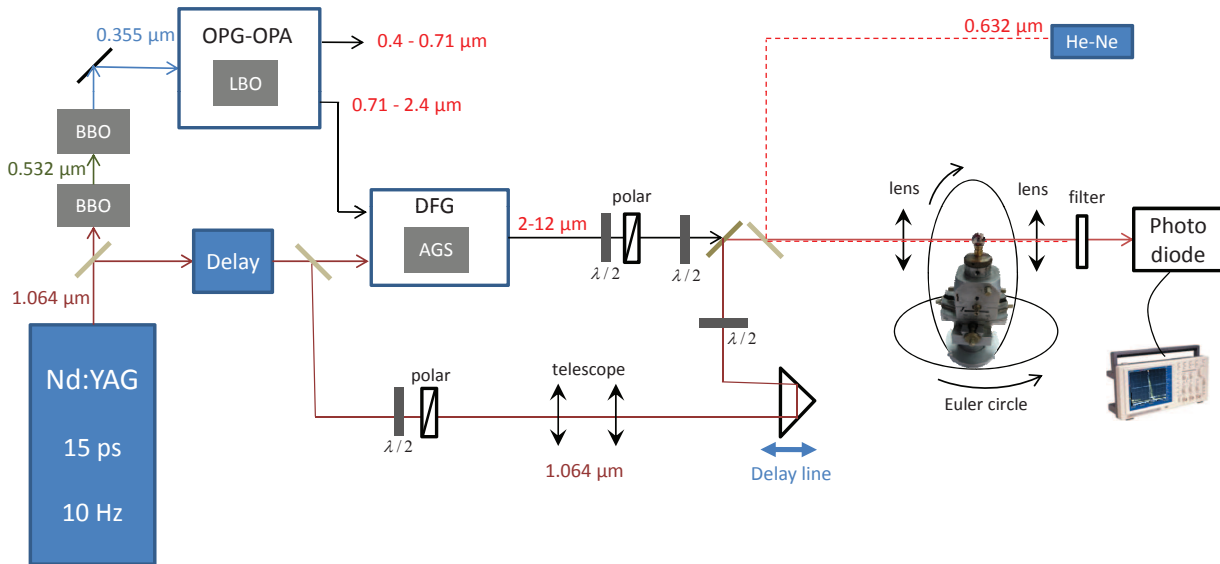 0.355 μm
OPG-OPA
LBO
0.4 - 0.71 μm
0.71 - 2.4 μm
0.632 μm
He-Ne
BBO
0.532 μm
BBO
1.064 μm
Delay
DFG
AGS
2-12 μm
polar
λ/2
λ/2
λ/2
lens
lens
filter
Photo
diode
Euler circle
Nd:YAG
15 ps
10 Hz
polar
λ/2
telescope
1.064 μm
Delay line